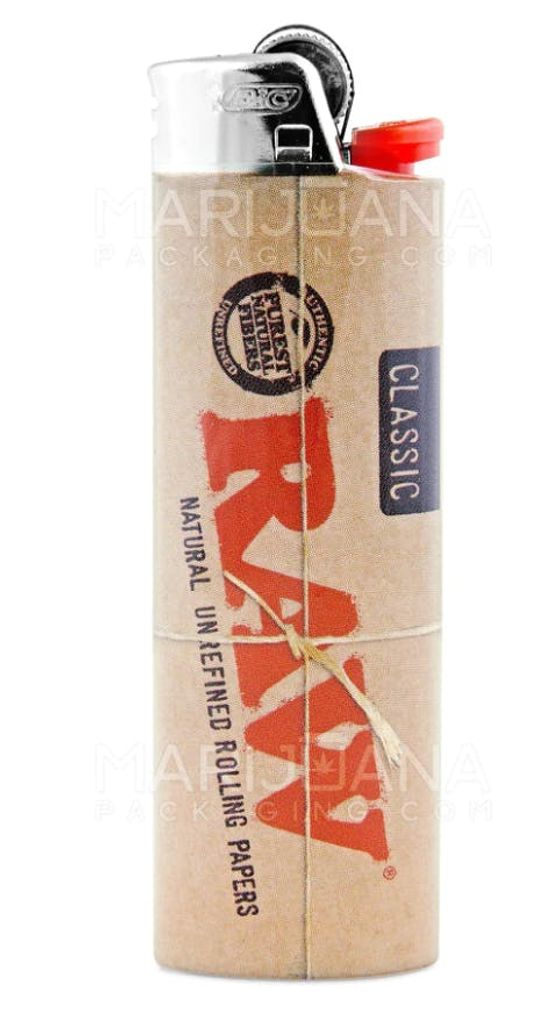 BIC
MARIJUANA
PACKAGING.COM
UNREFINED
PUREST
NATURAL
FIBERS
AUTHENTIC
CLASSIC
RAW®
NATURAL UNREFINED ROLLING PAPERS
MARIJUANA
PACKAGING.COM